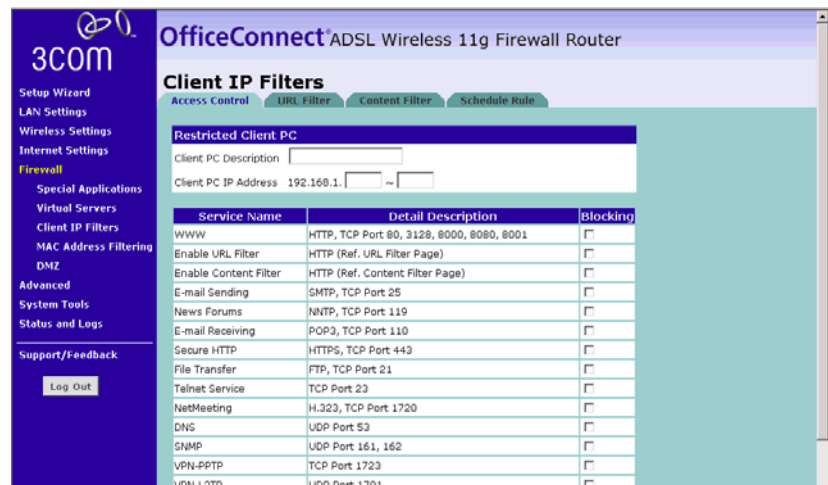 3COM
OfficeConnect® ADSL Wireless 11g Firewall Router
Client IP Filters
Access Control URL Filter Content Filter Schedule Rule
Setup Wizard
LAN Settings
Wireless Settings
Internet Settings
Firewall
Special Applications
Virtual Servers
Client IP Filters
MAC Address Filtering
DMZ
Advanced
System Tools
Status and Logs
Support/Feedback
Log Out
Restricted Client PC
Client PC Description
Client PC IP Address 192.168.1. ~
Service Name Detail Description Blocking
WWW HTTP, TCP Port 80, 3128, 8000, 8080, 8001
Enable URL Filter HTTP (Ref. URL Filter Page)
Enable Content Filter HTTP (Ref. Content Filter Page)
E-mail Sending SMTP, TCP Port 25
News Forums NNTP, TCP Port 119
E-mail Receiving POP3, TCP Port 110
Secure HTTP HTTPS, TCP Port 443
File Transfer FTP, TCP Port 21
Telnet Service TCP Port 23
NetMeeting H.323, TCP Port 1720
DNS UDP Port 53
SNMP UDP Port 161, 162
VPN-PPTP TCP Port 1723
VPN-L2TP UDP Port 1701